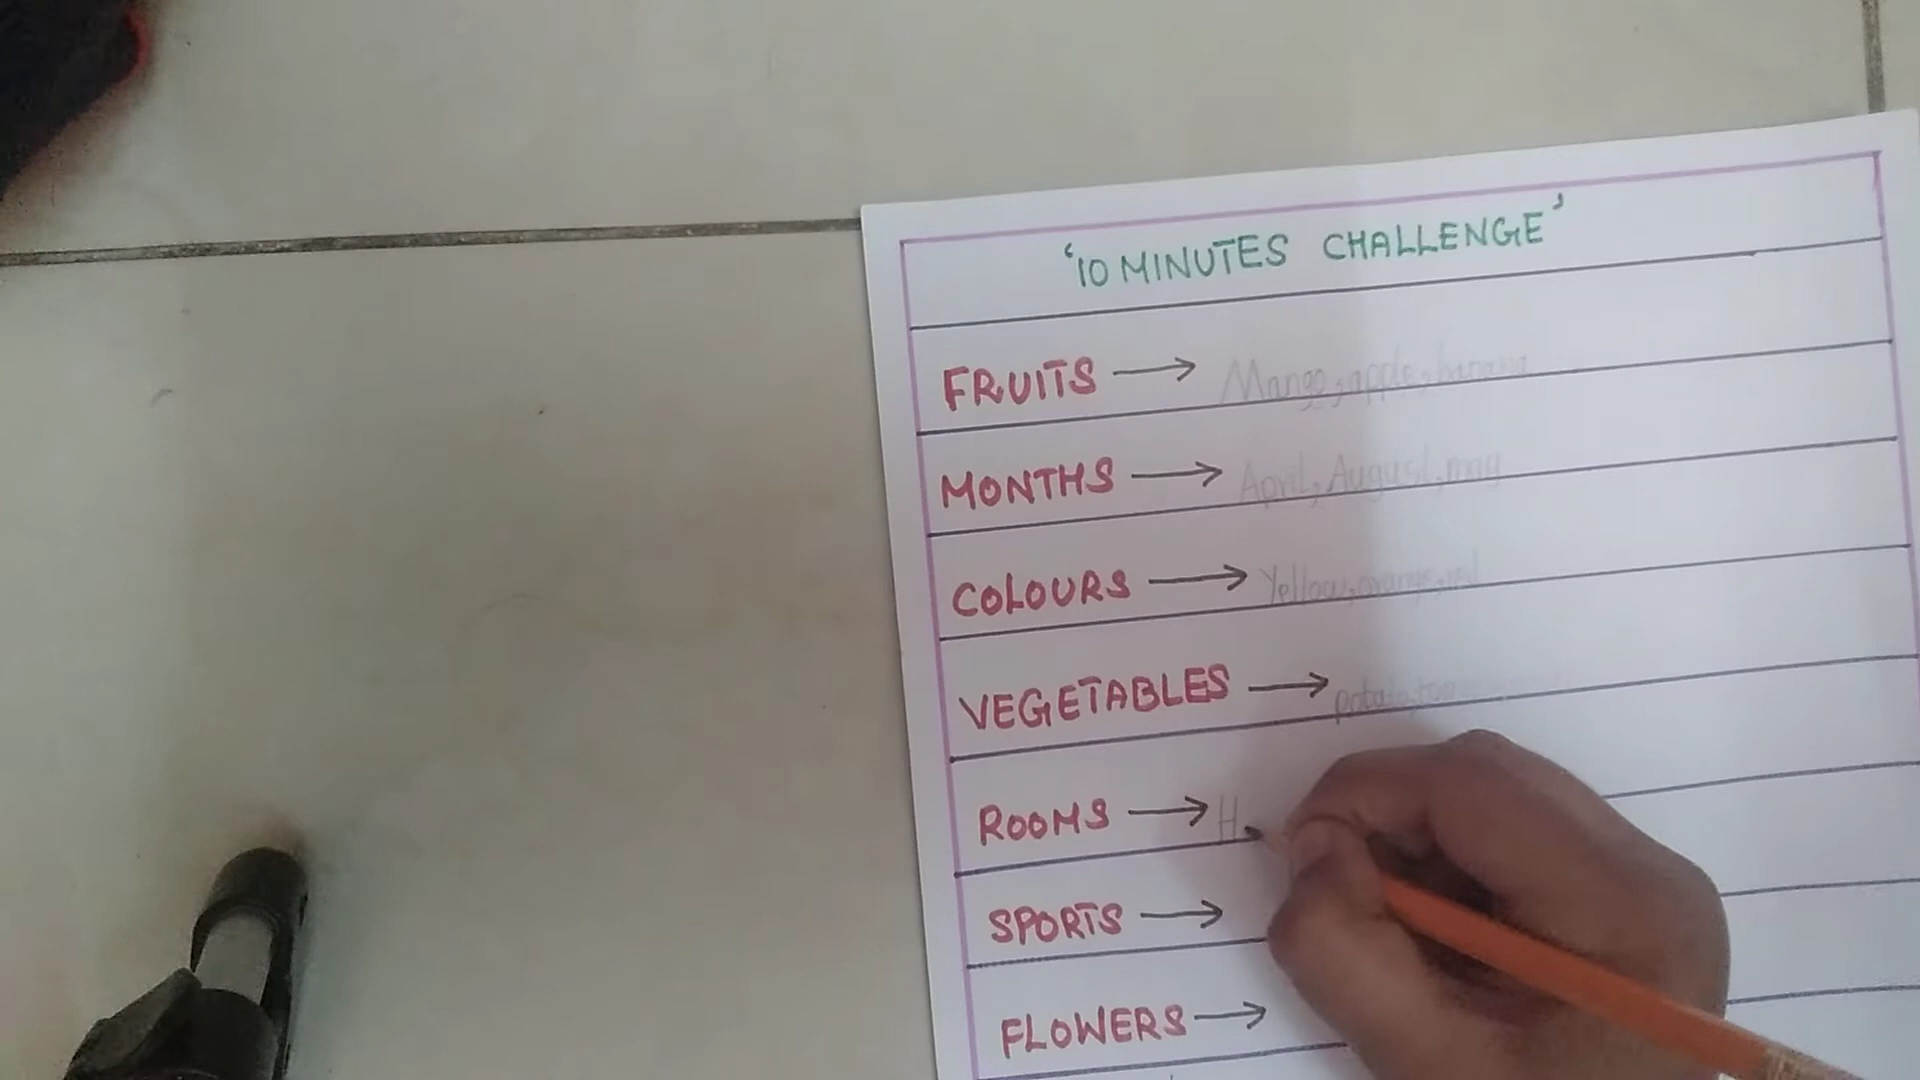 '10 MINUTES CHALLENGE'
FRUITS → Mango, apple, banana
MONTHS → April, August, may
COLOURS → Yellow, orange, red
VEGETABLES → potato,
ROOMS → H
SPORTS →
FLOWERS →